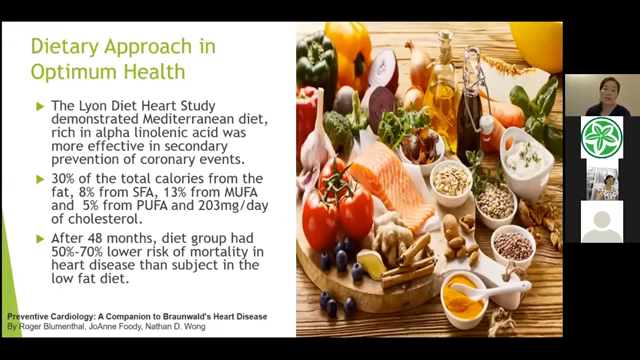 Dietary Approach in
Optimum Health
The Lyon Diet Heart Study
demonstrated Mediterranean diet,
rich in alpha linolenic acid was
more effective in secondary
prevention of coronary events.
30% of the total calories from the
fat, 8% from SFA, 13% from MUFA
and 5% from PUFA and 203mg/day
of cholesterol.
After 48 months, diet group had
50%-70% lower risk of mortality in
heart disease than subject in the
low fat diet.
Preventive Cardiology: A Companion to Braunwald's Heart Disease
By Roger Blumenthal, JoAnne Foody, Nathan D. Wong